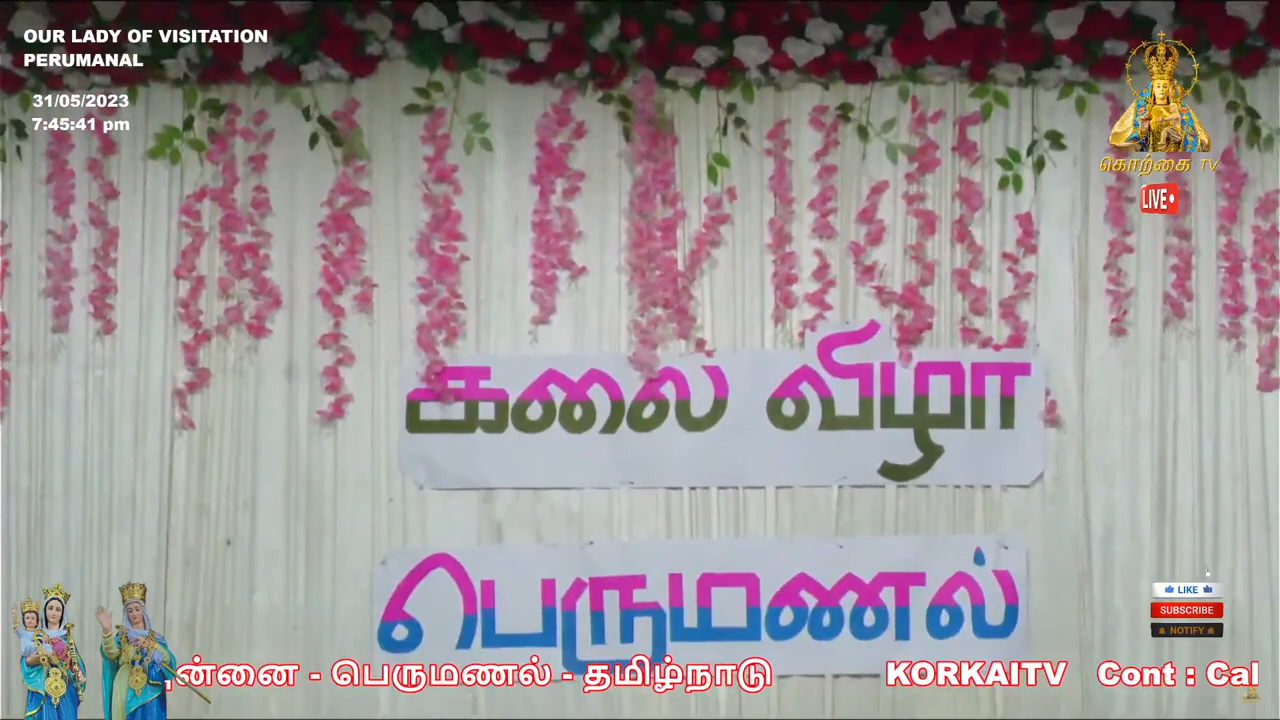 OUR LADY OF VISITATION
PERUMANAL
31/05/2023
7:45:41 pm
கொற்கை TV
LIVE
கலை விழா
பெருமணல்
LIKE
SUBSCRIBE
NOTIFY
- பெருமணல் - தமிழ்நாடு KORKAITV Cont : Cal